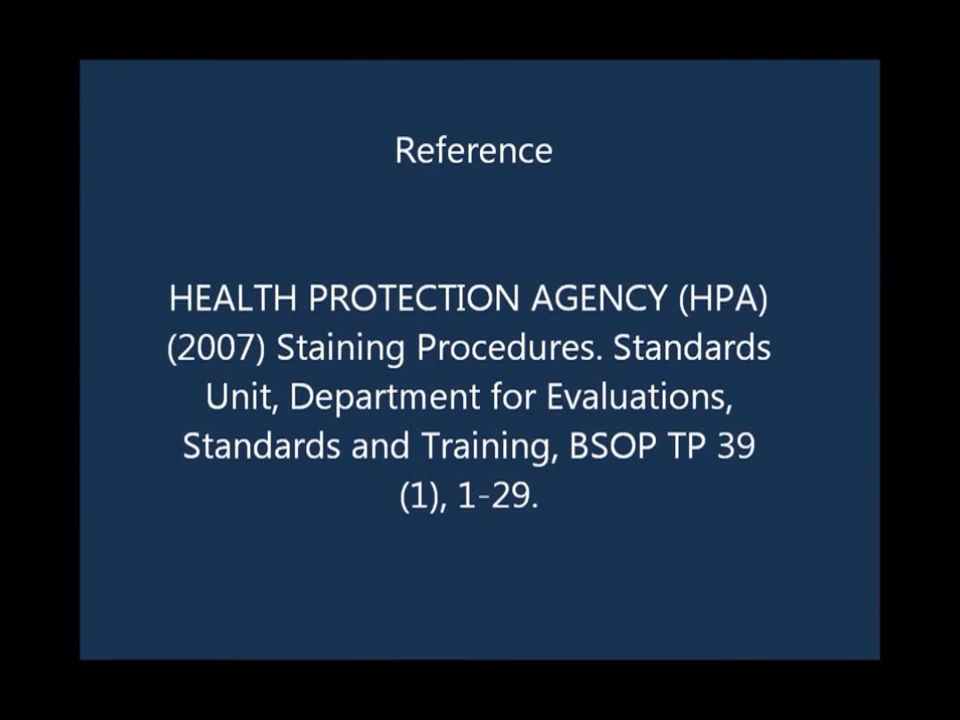 Reference
HEALTH PROTECTION AGENCY (HPA)
(2007) Staining Procedures. Standards
Unit, Department for Evaluations,
Standards and Training, BSOP TP 39
(1), 1-29.